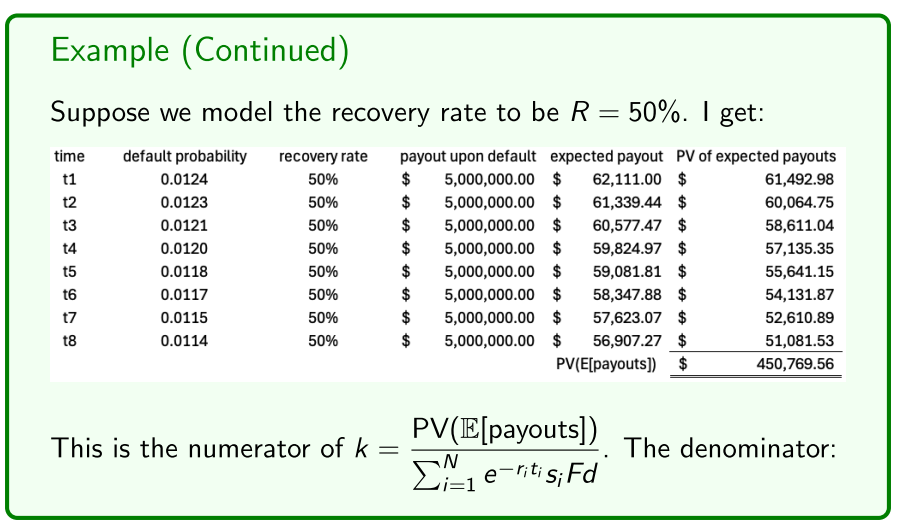 Example (Continued)
Suppose we model the recovery rate to be R = 50%. I get:
time default probability recovery rate payout upon default expected payout PV of expected payouts
t1 0.0124 50% $ 5,000,000.00 $ 62,111.00 $ 61,492.98
t2 0.0123 50% $ 5,000,000.00 $ 61,339.44 $ 60,064.75
t3 0.0121 50% $ 5,000,000.00 $ 60,577.47 $ 58,611.04
t4 0.0120 50% $ 5,000,000.00 $ 59,824.97 $ 57,135.35
t5 0.0118 50% $ 5,000,000.00 $ 59,081.81 $ 55,641.15
t6 0.0117 50% $ 5,000,000.00 $ 58,347.88 $ 54,131.87
t7 0.0115 50% $ 5,000,000.00 $ 57,623.07 $ 52,610.89
t8 0.0114 50% $ 5,000,000.00 $ 56,907.27 $ 51,081.53
PV(E[payouts]) $ 450,769.56
This is the numerator of k = PV(𝔼[payouts]) / ∑_{i=1}^{N} e^{-r_i t_i} s_i Fd. The denominator: